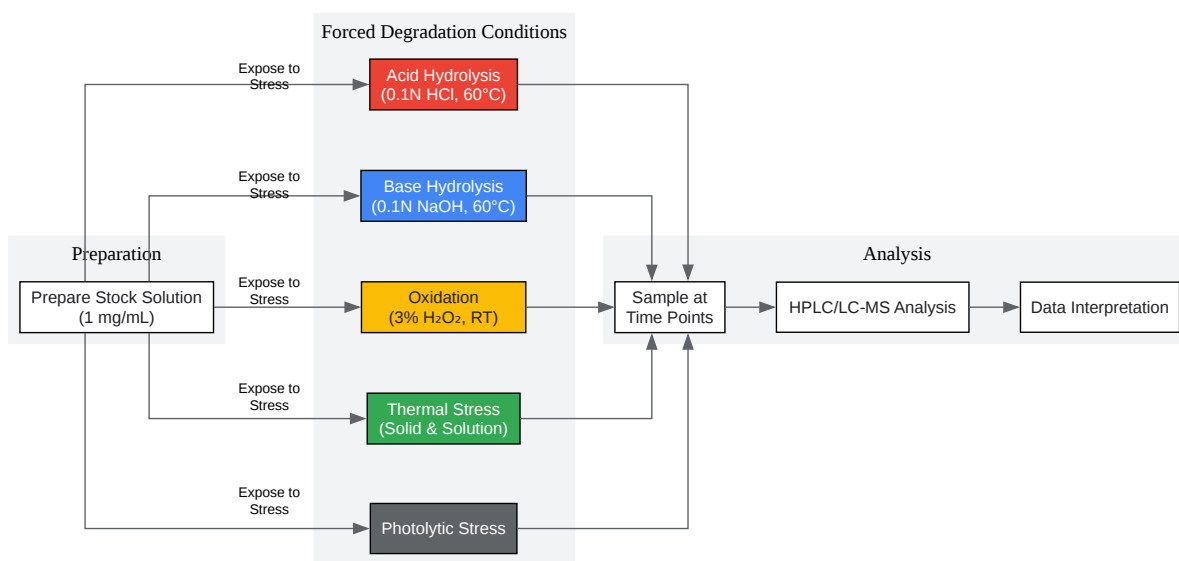 Forced Degradation Conditions
Expose to
Stress
Acid Hydrolysis
(0.1N HCl, 60°C)
Expose to
Stress
Base Hydrolysis
(0.1N NaOH, 60°C)
Preparation
Prepare Stock Solution
(1 mg/mL)
Expose to
Stress
Oxidation
(3% H₂O₂, RT)
Analysis
Sample at
Time Points
HPLC/LC-MS Analysis
Data Interpretation
Expose to
Stress
Thermal Stress
(Solid & Solution)
Expose to
Stress
Photolytic Stress